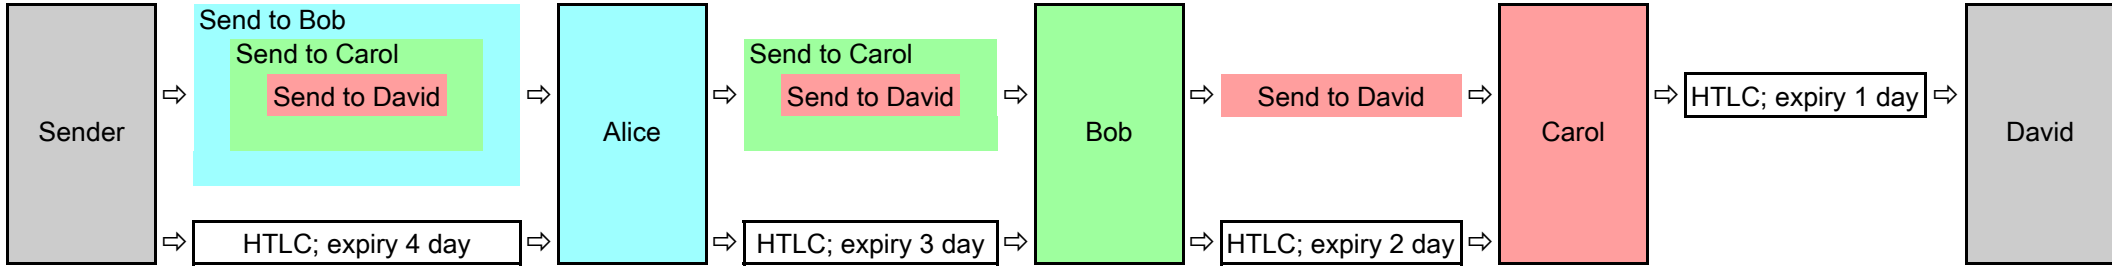 Sender
Send to Bob
Send to Carol
Send to David
HTLC; expiry 4 day
Alice
Send to Carol
Send to David
HTLC; expiry 3 day
Bob
Send to David
HTLC; expiry 2 day
Carol
HTLC; expiry 1 day
David